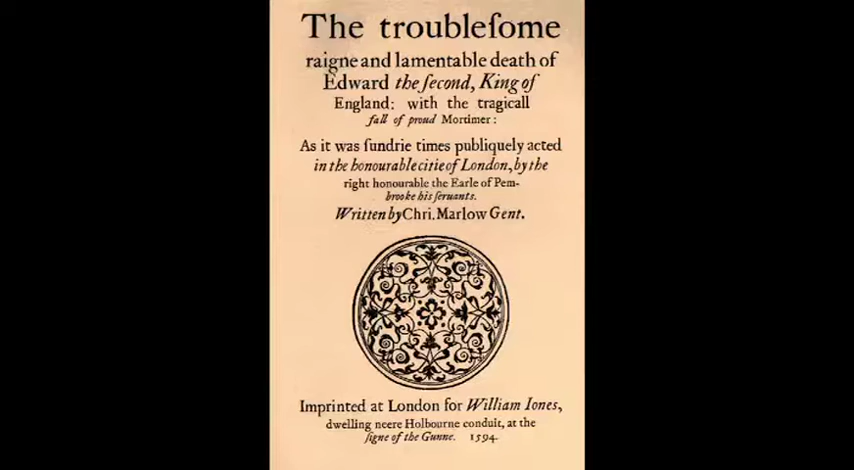 The troubleſome
raigne and lamentable death of
Edward the ſecond, King of
England: with the tragicall
fall of proud Mortimer:
As it was ſundrie times publiquely acted
in the honourable citie of London, by the
right honourable the Earle of Pem-
brooke his ſeruants.
Written by Chri. Marlow Gent.
Imprinted at London for William Iones,
dwelling neere Holbourne conduit, at the
ſigne of the Gunne. 1594.